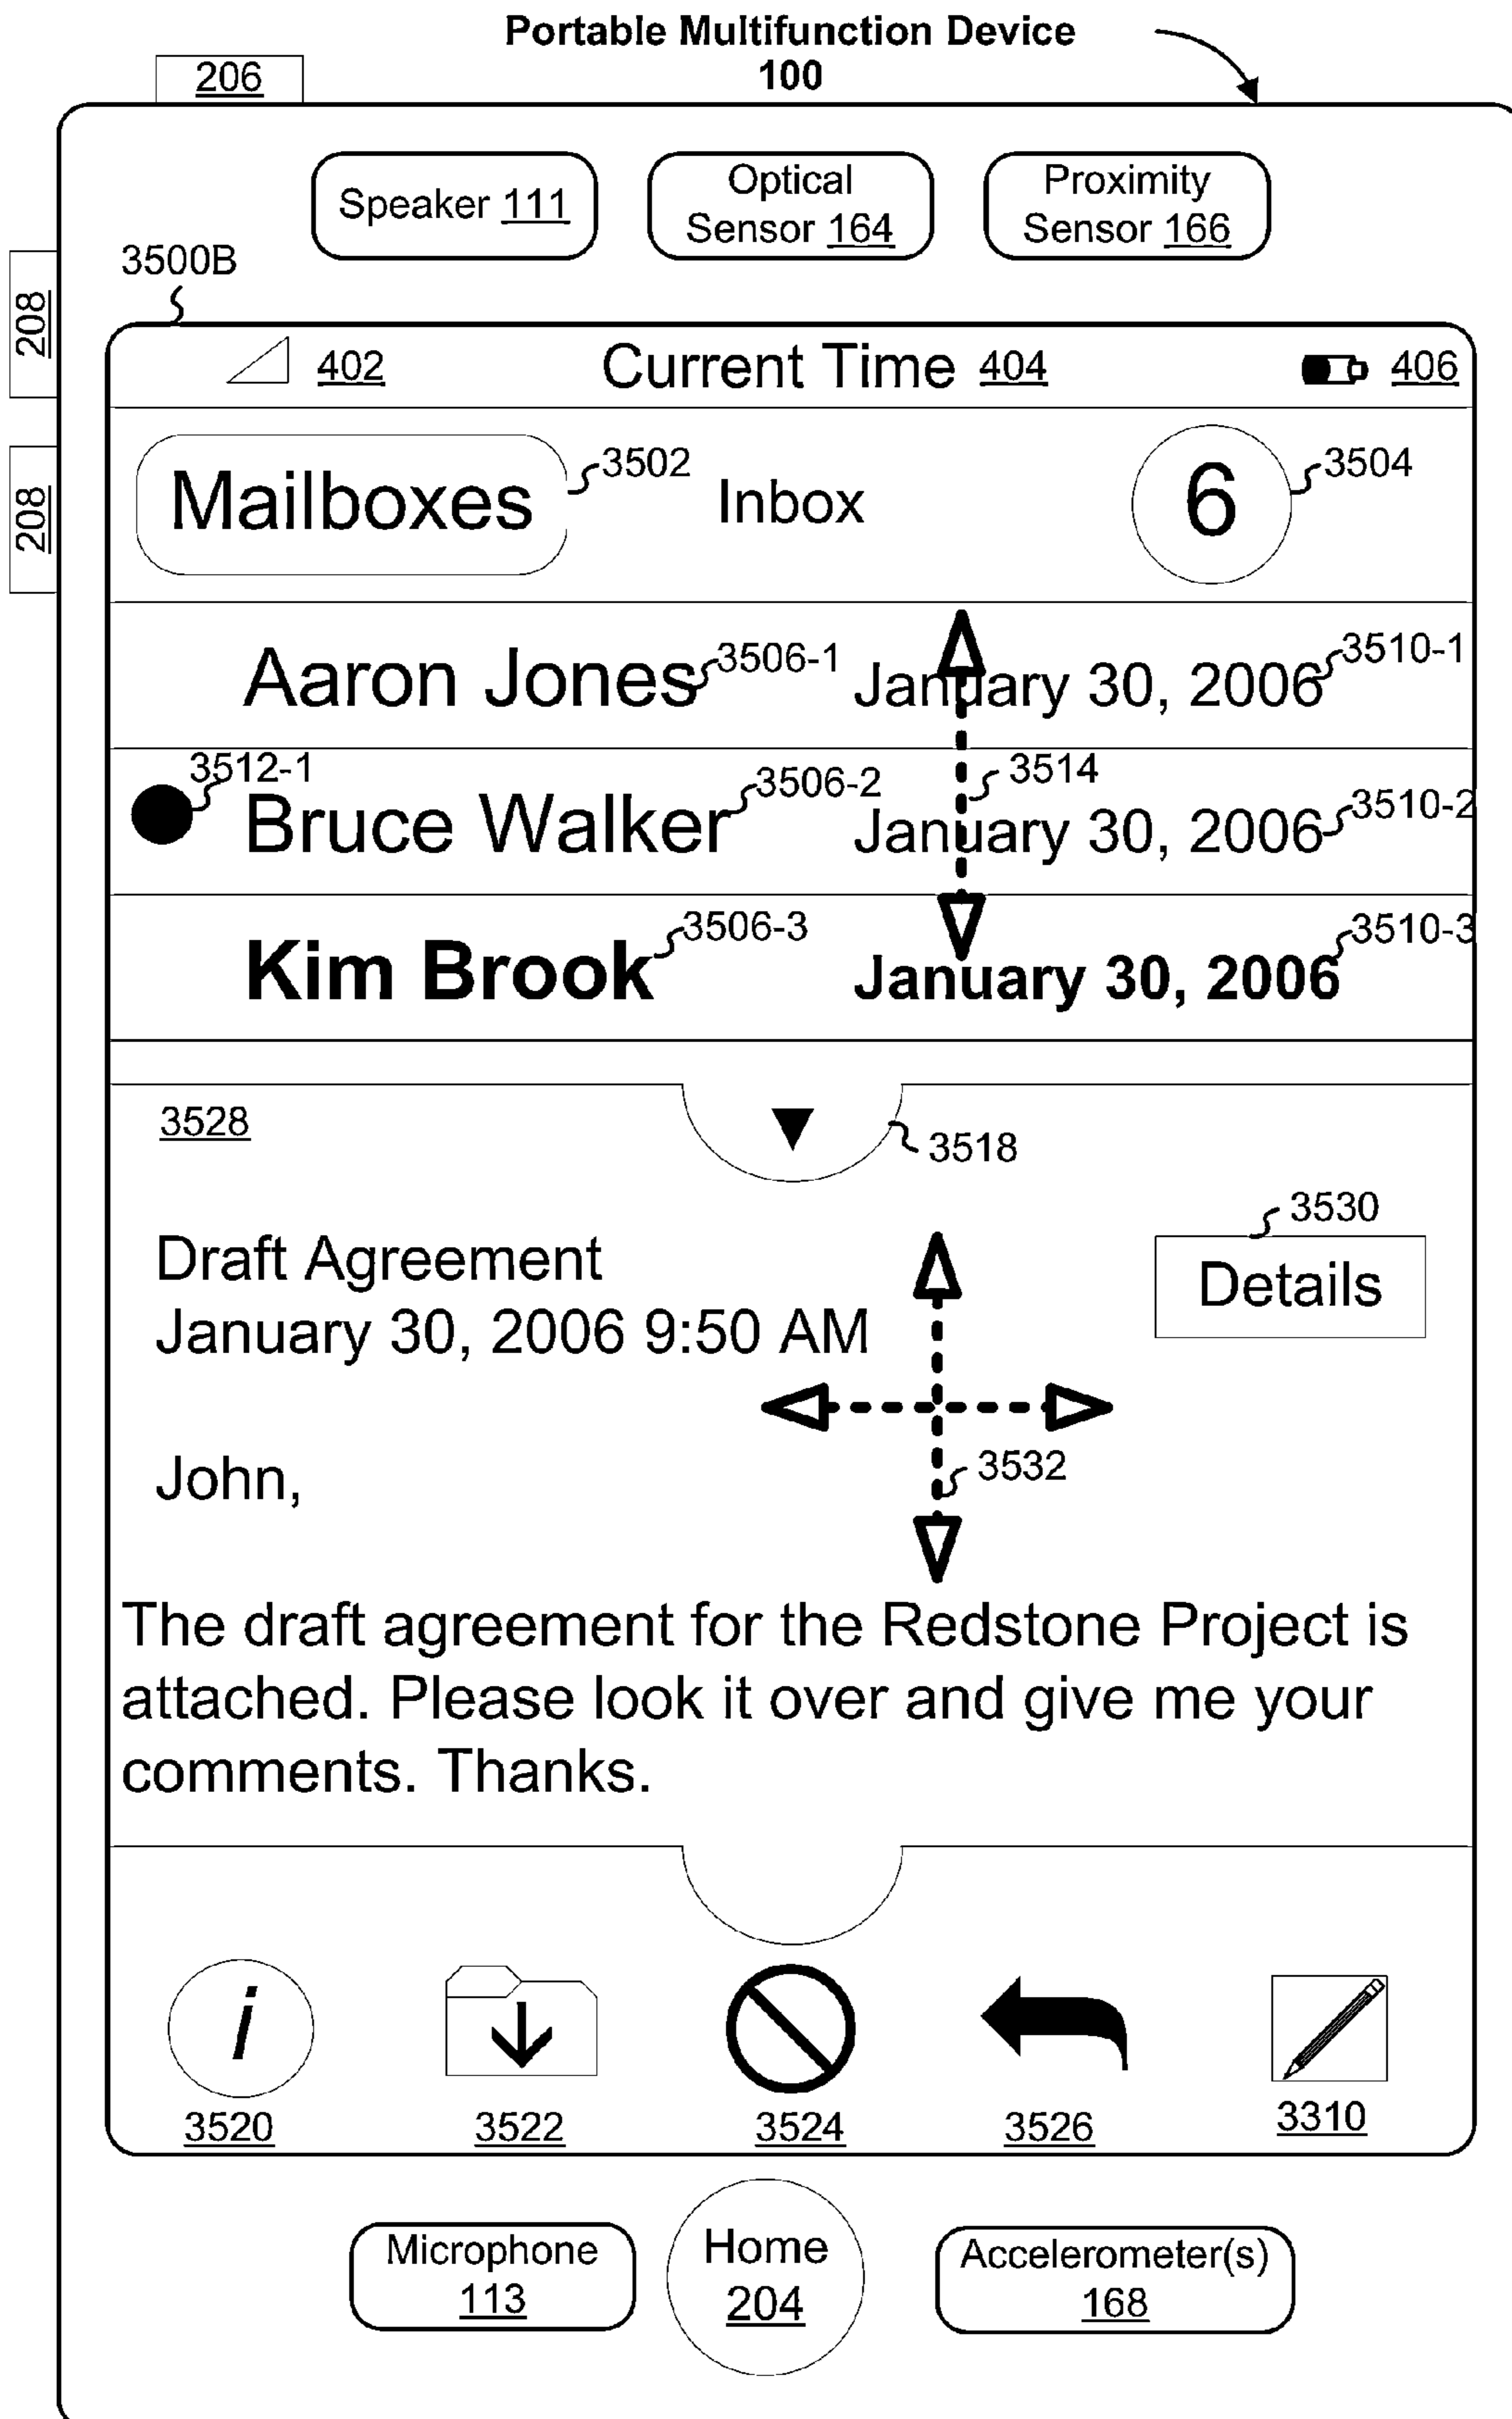 Portable Multifunction Device
100
206
Speaker 111
Optical
Sensor 164
Proximity
Sensor 166
208
3500B
402
Current Time 404
406
208
Mailboxes
3502
Inbox
6
3504
Aaron Jones
3506-1
January 30, 2006
3510-1
3512-1
Bruce Walker
3506-2
3514
January 30, 2006
3510-2
Kim Brook
3506-3
January 30, 2006
3510-3
3528
3518
3530
Draft Agreement
Details
January 30, 2006 9:50 AM
3532
John,
The draft agreement for the Redstone Project is
attached. Please look it over and give me your
comments. Thanks.
i
3520
3522
3524
3526
3310
Microphone
113
Home
204
Accelerometer(s)
168